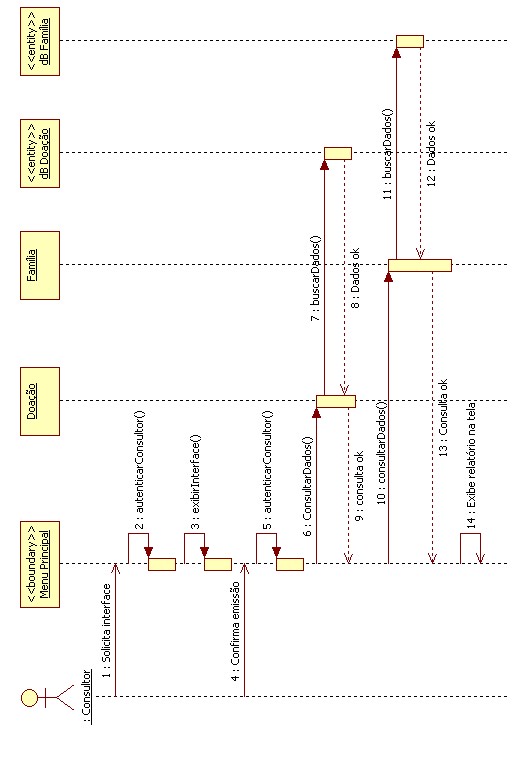 : Consultor
<<boundary>>
Menu Principal
Doação
Família
<<entity>>
dB Doação
<<entity>>
dB Família
1 : Solicita interface
2 : autenticarConsultor()
3 : exibirInterface()
4 : Confirma emissão
5 : autenticarConsultor()
6 : ConsultarDados()
7 : buscarDados()
8 : Dados ok
9 : consulta ok
10 : consultarDados()
11 : buscarDados()
12 : Dados ok
13 : Consulta ok
14 : Exibe relatório na tela